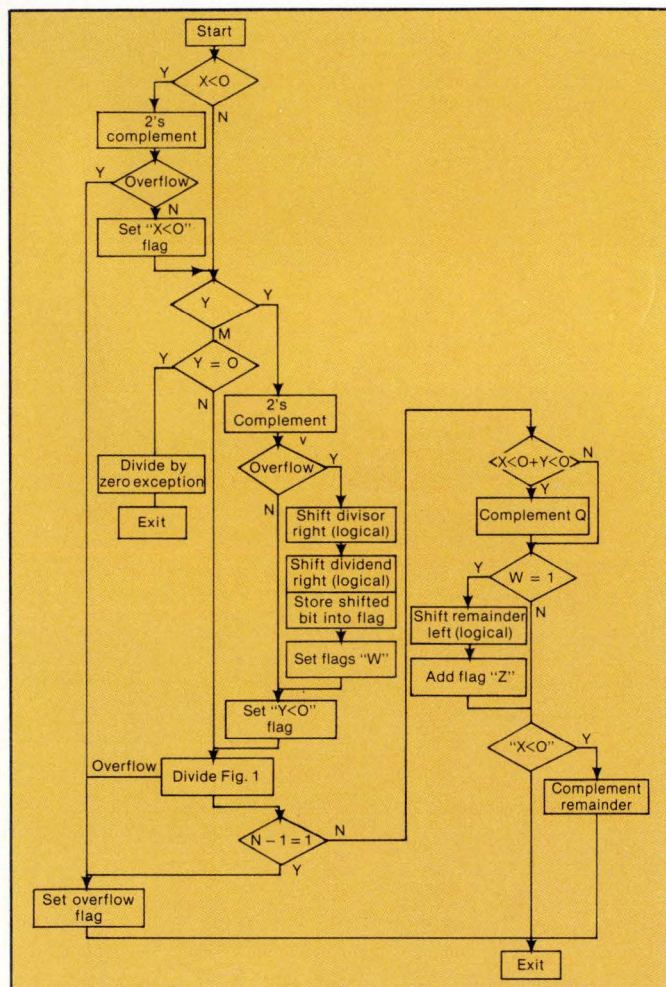 Start
X<O
Y
N
2's
complement
Overflow
Y
N
Set "X<O"
flag
Y
Y
M
Y = O
Y
N
Divide by
zero exception
Exit
2's
Complement
v
Overflow
Y
N
Shift divisor
right (logical)
Shift dividend
right (logical)
Store shifted
bit into flag
Set flags "W"
Set "Y<O"
flag
Overflow
Divide Fig. 1
N – 1 = 1
N
Y
Set overflow
flag
X<O+Y<O
N
Y
Complement Q
W = 1
Y
N
Shift remainder
left (logical)
Add flag "Z"
"X<O"
Y
Complement
remainder
Exit